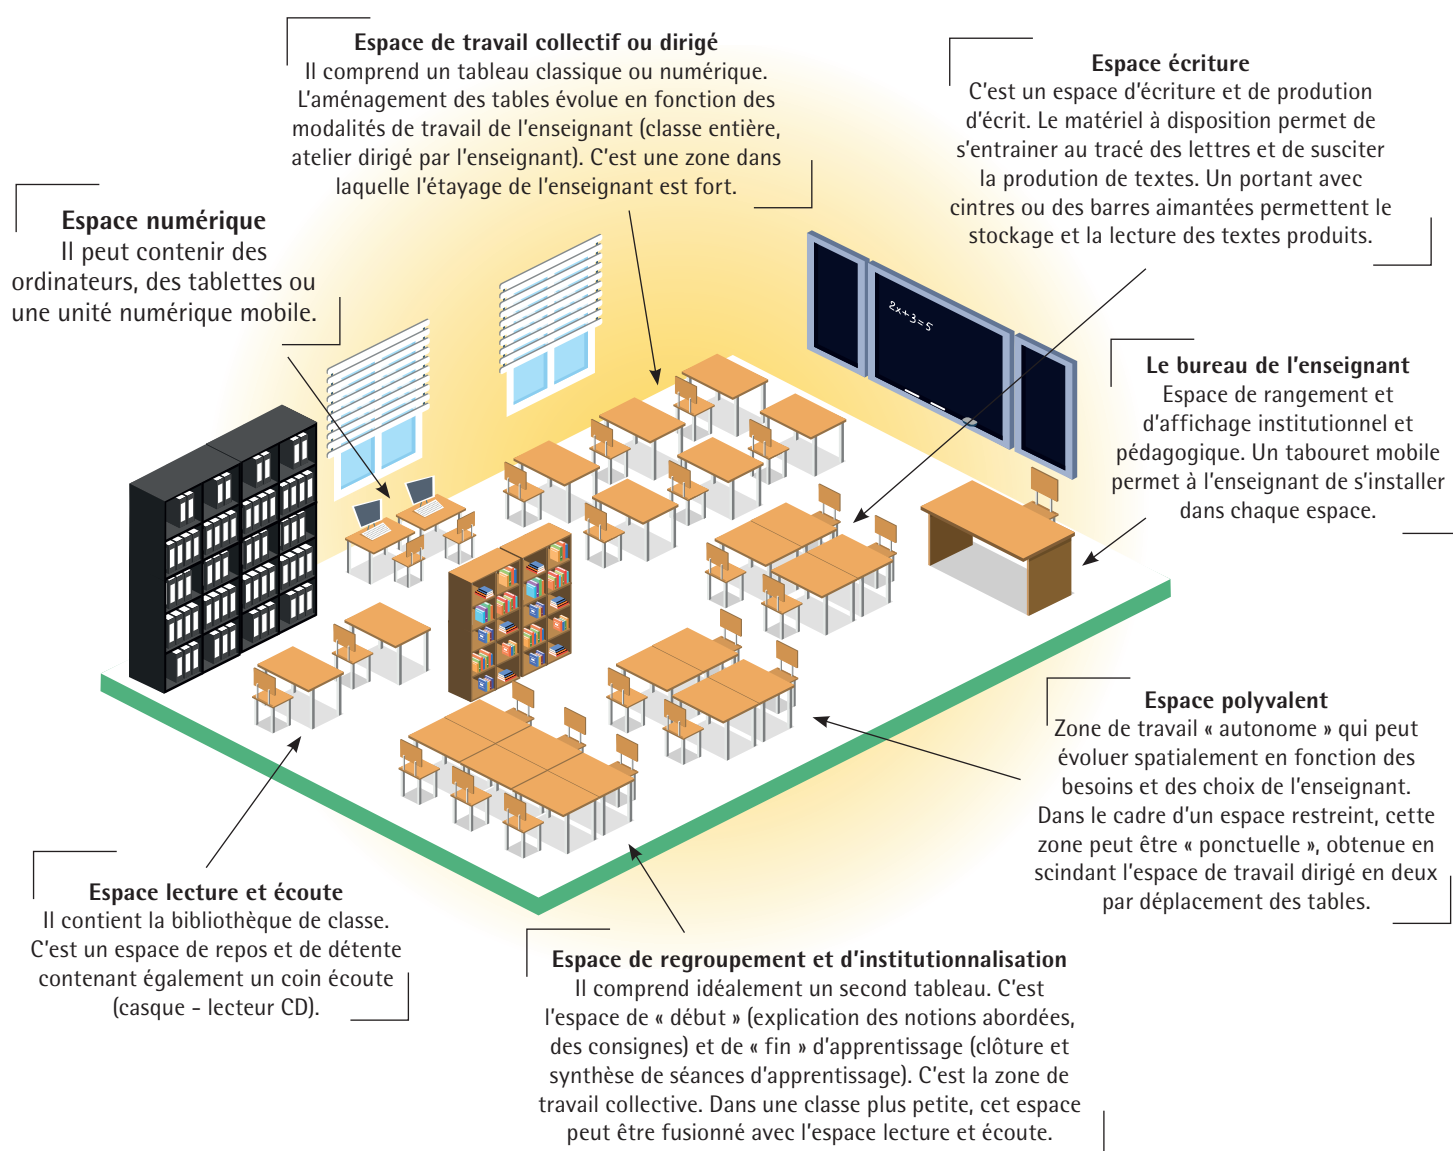 Espace de travail collectif ou dirigé
Il comprend un tableau classique ou numérique.
L'aménagement des tables évolue en fonction des
modalités de travail de l'enseignant (classe entière,
atelier dirigé par l'enseignant). C'est une zone dans
laquelle l'étayage de l'enseignant est fort.
Espace écriture
C'est un espace d'écriture et de prodution
d'écrit. Le matériel à disposition permet de
s'entrainer au tracé des lettres et de susciter
la prodution de textes. Un portant avec
cintres ou des barres aimantées permettent le
stockage et la lecture des textes produits.
Espace numérique
Il peut contenir des
ordinateurs, des tablettes ou
une unité numérique mobile.
2x+3=5
Le bureau de l'enseignant
Espace de rangement et
d'affichage institutionnel et
pédagogique. Un tabouret mobile
permet à l'enseignant de s'installer
dans chaque espace.
Espace polyvalent
Zone de travail « autonome » qui peut
évoluer spatialement en fonction des
besoins et des choix de l'enseignant.
Dans le cadre d'un espace restreint, cette
zone peut être « ponctuelle », obtenue en
scindant l'espace de travail dirigé en deux
par déplacement des tables.
Espace lecture et écoute
Il contient la bibliothèque de classe.
C'est un espace de repos et de détente
contenant également un coin écoute
(casque - lecteur CD).
Espace de regroupement et d'institutionnalisation
Il comprend idéalement un second tableau. C'est
l'espace de « début » (explication des notions abordées,
des consignes) et de « fin » d'apprentissage (clôture et
synthèse de séances d'apprentissage). C'est la zone de
travail collective. Dans une classe plus petite, cet espace
peut être fusionné avec l'espace lecture et écoute.